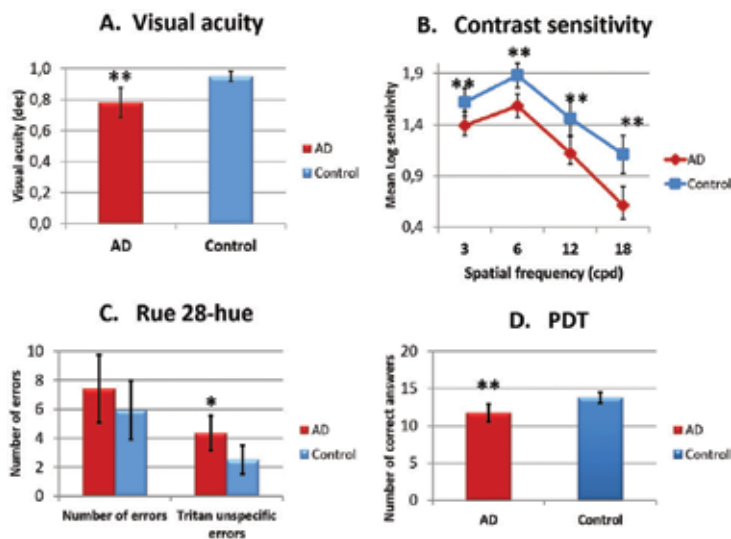 A. Visual acuity
Visual acuity (dec)
1,0
0,8
0,6
0,4
0,2
0,0
**
AD
Control
AD
Control
B. Contrast sensitivity
Mean Log sensitivity
1,9
1,4
0,9
0,4
**
**
**
**
3 6 12 18
Spatial frequency (cpd)
AD
Control
C. Rue 28-hue
Number of errors
10
8
6
4
2
0
*
Number of errors
Tritan unspecific
errors
AD
Control
D. PDT
Number of correct answers
20
15
10
5
0
**
AD
Control
AD
Control